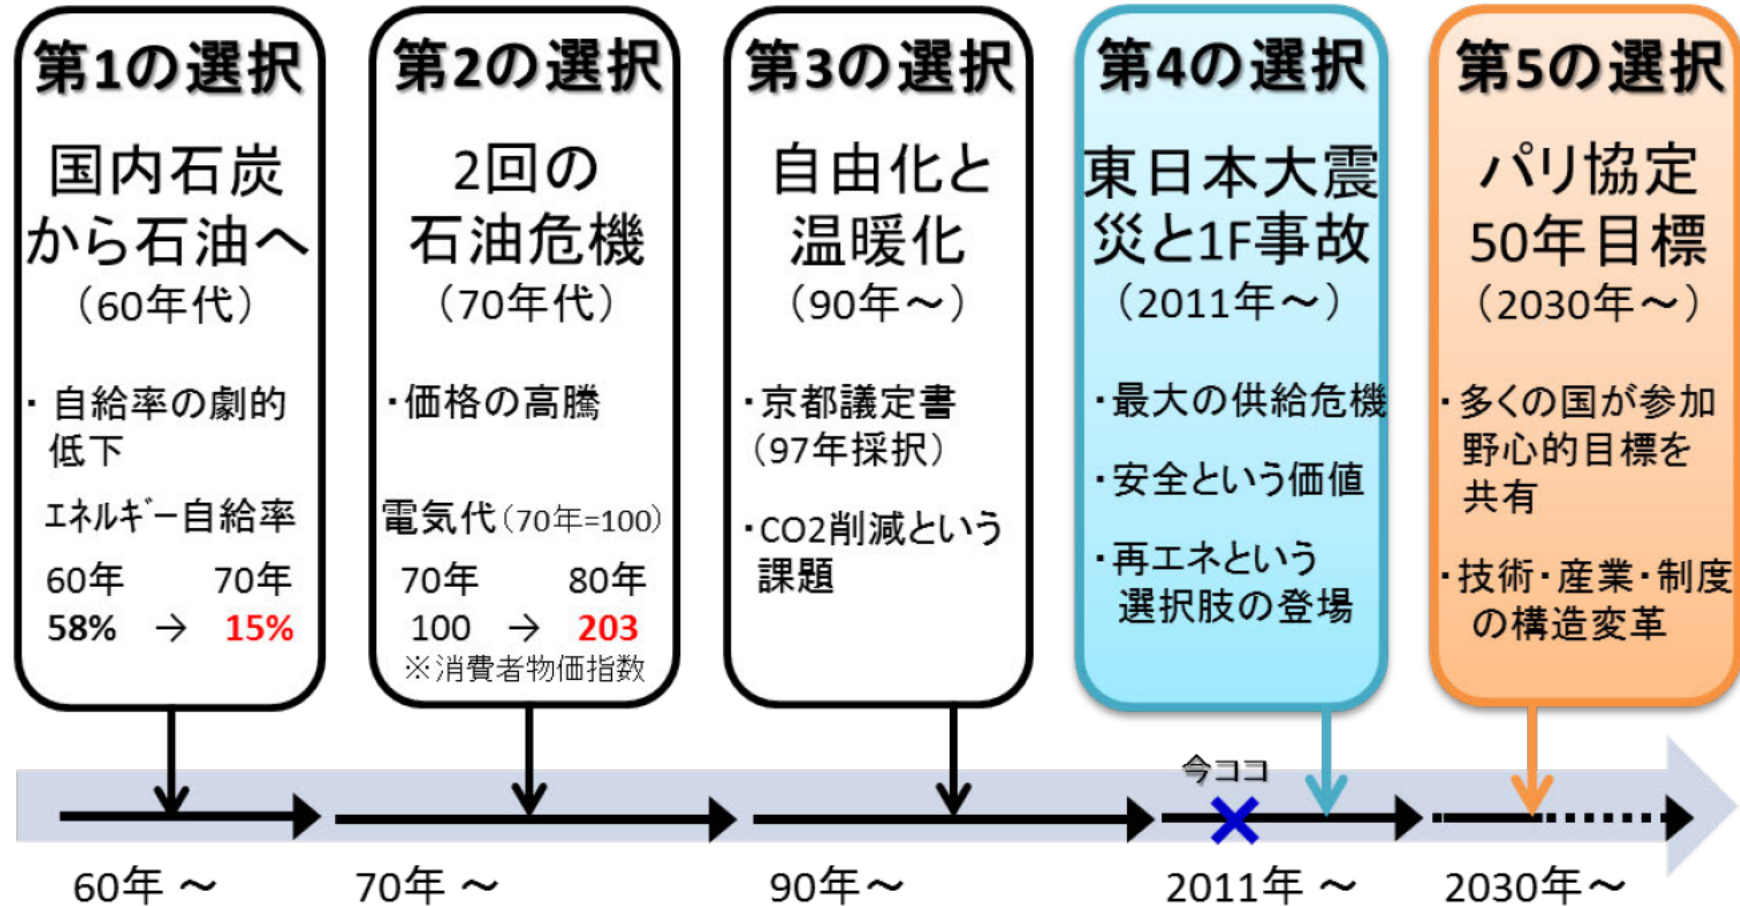 第1の選択
国内石炭
から石油へ
（60年代）
・自給率の劇的
低下
ｴﾈﾙｷﾞｰ自給率
60年 70年
58% → 15%
第2の選択
2回の
石油危機
（70年代）
・価格の高騰
電気代（70年=100）
70年 80年
100 → 203
※消費者物価指数
第3の選択
自由化と
温暖化
（90年～）
・京都議定書
（97年採択）
・CO2削減という
課題
第4の選択
東日本大震
災と1F事故
（2011年～）
・最大の供給危機
・安全という価値
・再エネという
選択肢の登場
第5の選択
パリ協定
50年目標
（2030年～）
・多くの国が参加
野心的目標を
共有
・技術・産業・制度
の構造変革
今ココ
60年 ～
70年 ～
90年～
2011年 ～
2030年～